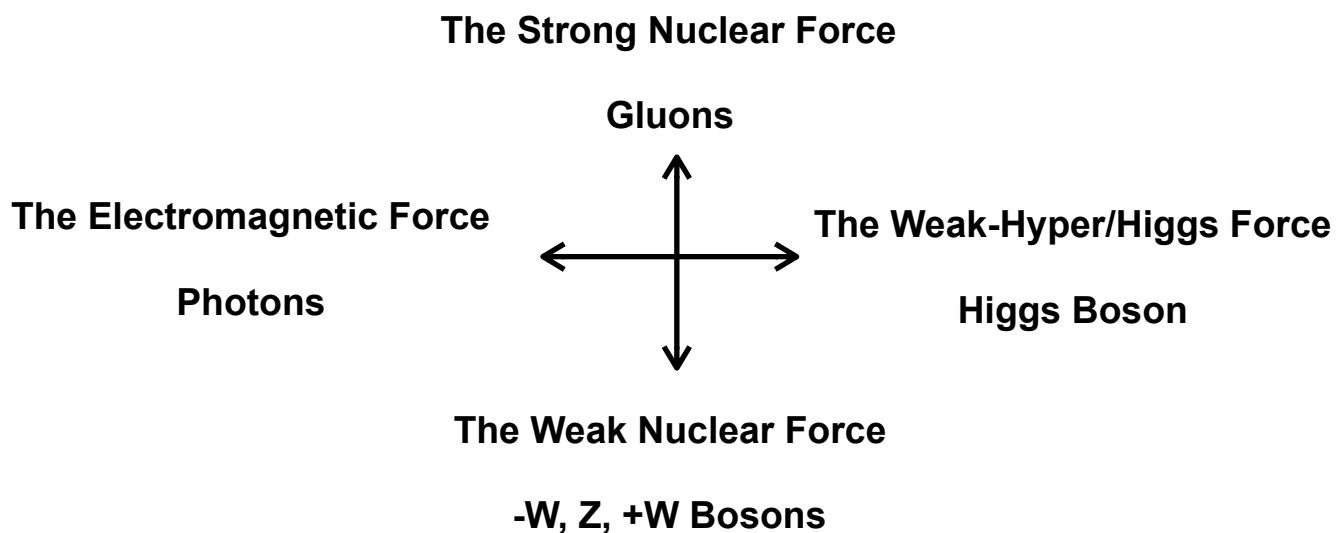 The Strong Nuclear Force
Gluons
The Electromagnetic Force
Photons
The Weak-Hyper/Higgs Force
Higgs Boson
The Weak Nuclear Force
-W, Z, +W Bosons